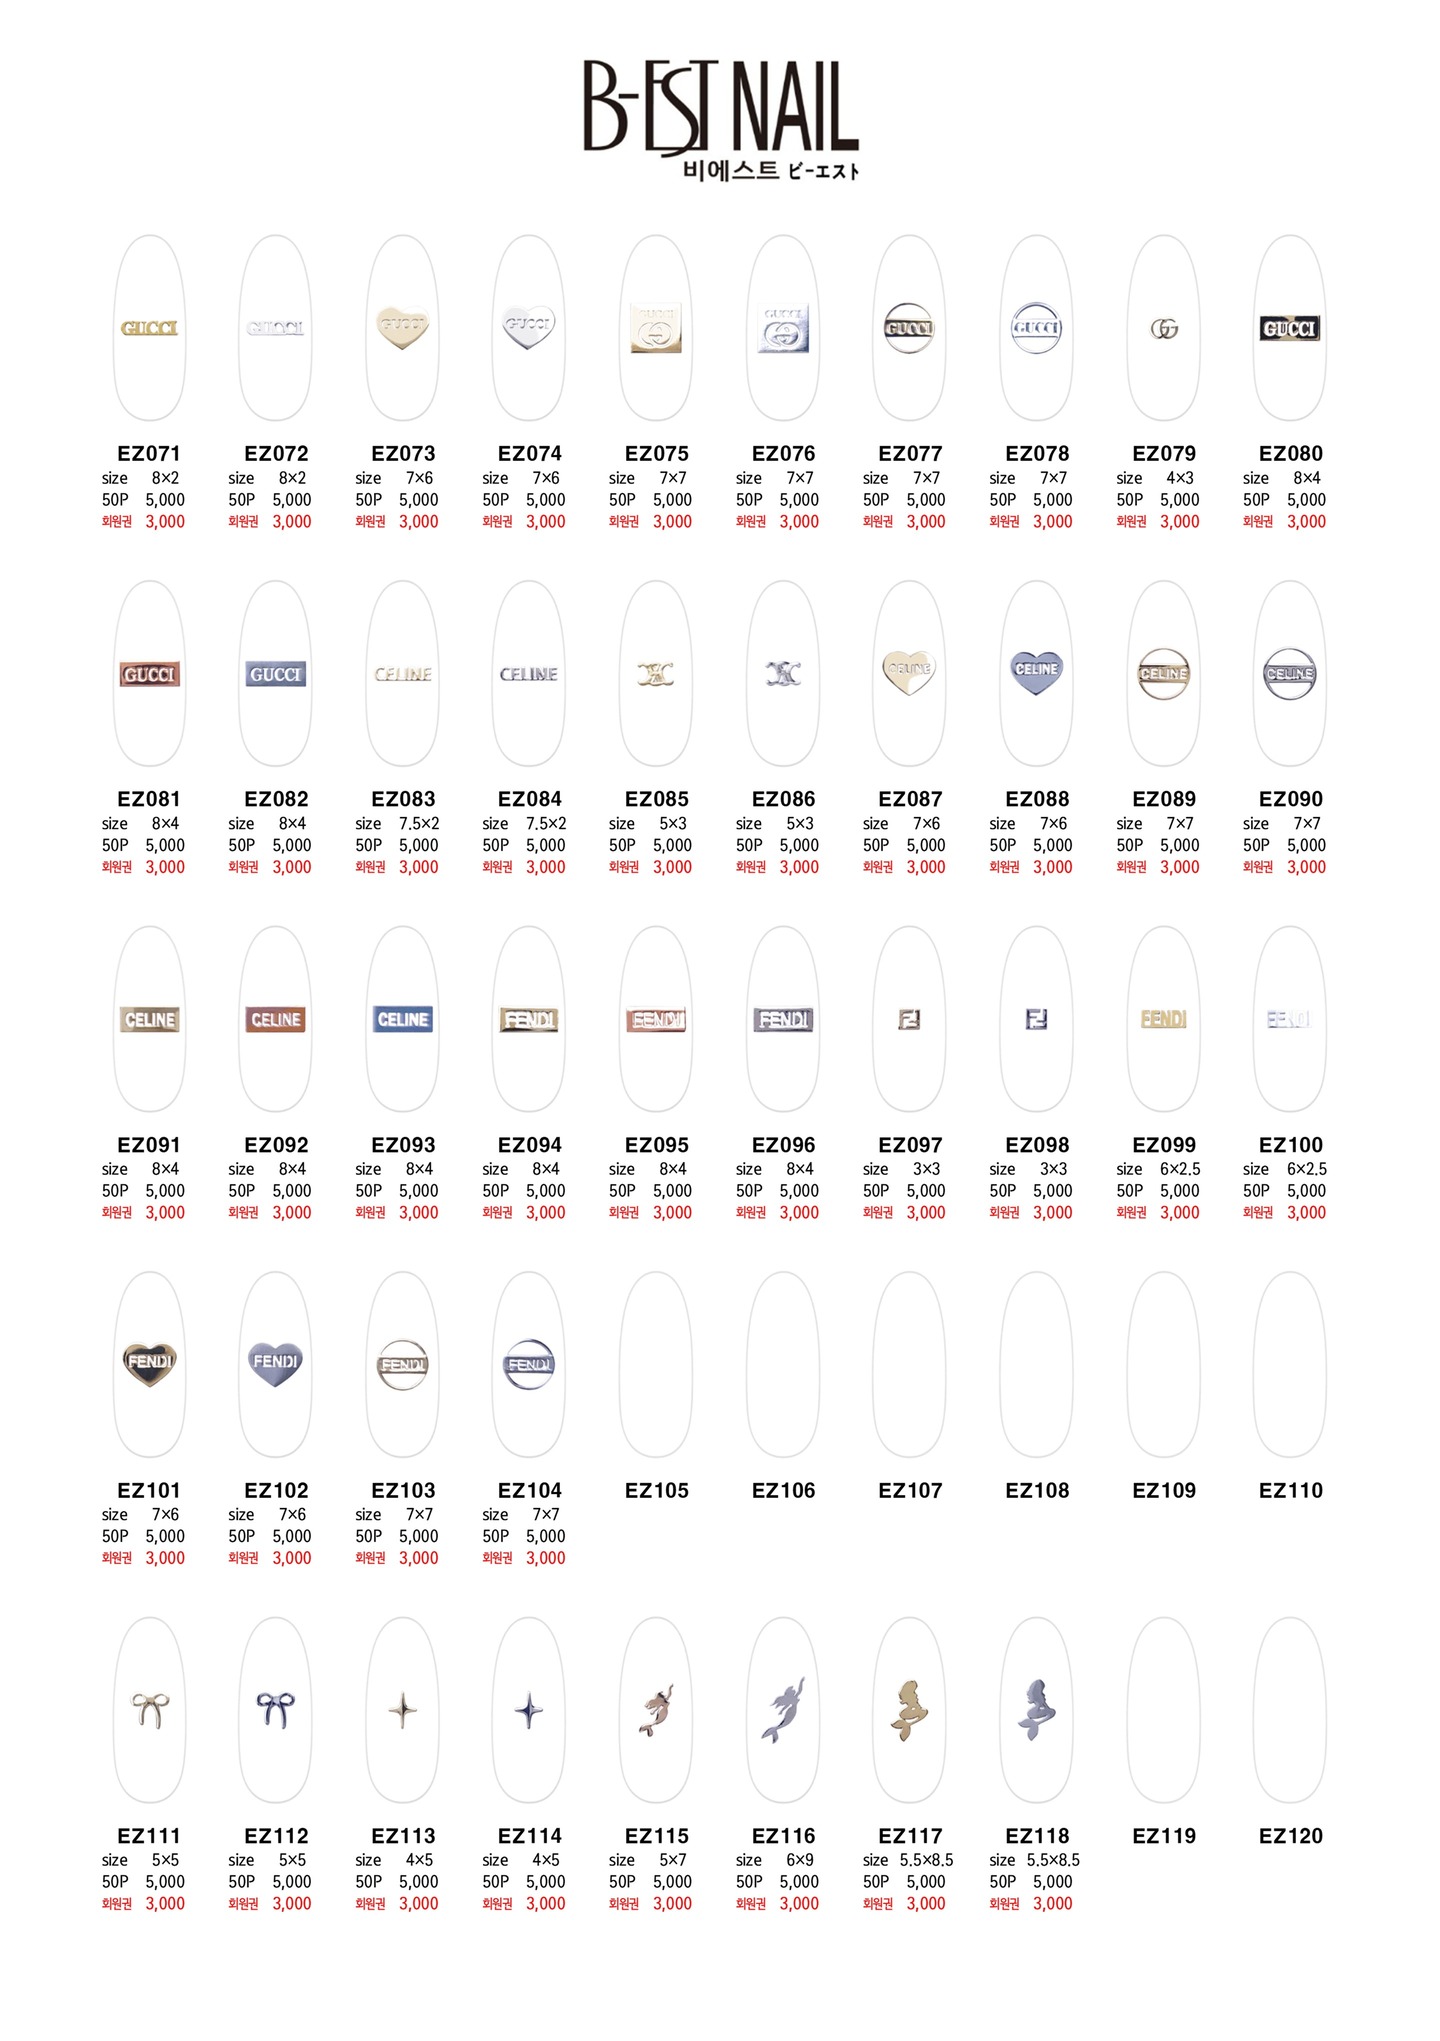 B-EST NAIL
비에스트 ビーエスト
GUCCI GUCCI GUCCI GUCCI GUCCI GUCCI GUCCI GUCCI GUCCI
EZ071 EZ072 EZ073 EZ074 EZ075 EZ076 EZ077 EZ078 EZ079 EZ080
size 8×2 size 8×2 size 7×6 size 7×6 size 7×7 size 7×7 size 7×7 size 7×7 size 4×3 size 8×4
50P 5,000 50P 5,000 50P 5,000 50P 5,000 50P 5,000 50P 5,000 50P 5,000 50P 5,000 50P 5,000 50P 5,000
회원권 3,000 회원권 3,000 회원권 3,000 회원권 3,000 회원권 3,000 회원권 3,000 회원권 3,000 회원권 3,000 회원권 3,000 회원권 3,000
GUCCI GUCCI CELINE CELINE CELINE CELINE CELINE CELINE
EZ081 EZ082 EZ083 EZ084 EZ085 EZ086 EZ087 EZ088 EZ089 EZ090
size 8×4 size 8×4 size 7.5×2 size 7.5×2 size 5×3 size 5×3 size 7×6 size 7×6 size 7×7 size 7×7
50P 5,000 50P 5,000 50P 5,000 50P 5,000 50P 5,000 50P 5,000 50P 5,000 50P 5,000 50P 5,000 50P 5,000
회원권 3,000 회원권 3,000 회원권 3,000 회원권 3,000 회원권 3,000 회원권 3,000 회원권 3,000 회원권 3,000 회원권 3,000 회원권 3,000
CELINE CELINE CELINE FENDI FENDI FENDI FENDI FENDI
EZ091 EZ092 EZ093 EZ094 EZ095 EZ096 EZ097 EZ098 EZ099 EZ100
size 8×4 size 8×4 size 8×4 size 8×4 size 8×4 size 8×4 size 3×3 size 3×3 size 6×2.5 size 6×2.5
50P 5,000 50P 5,000 50P 5,000 50P 5,000 50P 5,000 50P 5,000 50P 5,000 50P 5,000 50P 5,000 50P 5,000
회원권 3,000 회원권 3,000 회원권 3,000 회원권 3,000 회원권 3,000 회원권 3,000 회원권 3,000 회원권 3,000 회원권 3,000 회원권 3,000
FENDI FENDI FENDI FENDI
EZ101 EZ102 EZ103 EZ104 EZ105 EZ106 EZ107 EZ108 EZ109 EZ110
size 7×6 size 7×6 size 7×7 size 7×7
50P 5,000 50P 5,000 50P 5,000 50P 5,000
회원권 3,000 회원권 3,000 회원권 3,000 회원권 3,000
EZ111 EZ112 EZ113 EZ114 EZ115 EZ116 EZ117 EZ118 EZ119 EZ120
size 5×5 size 5×5 size 4×5 size 4×5 size 5×7 size 6×9 size 5.5×8.5 size 5.5×8.5
50P 5,000 50P 5,000 50P 5,000 50P 5,000 50P 5,000 50P 5,000 50P 5,000 50P 5,000
회원권 3,000 회원권 3,000 회원권 3,000 회원권 3,000 회원권 3,000 회원권 3,000 회원권 3,000 회원권 3,000